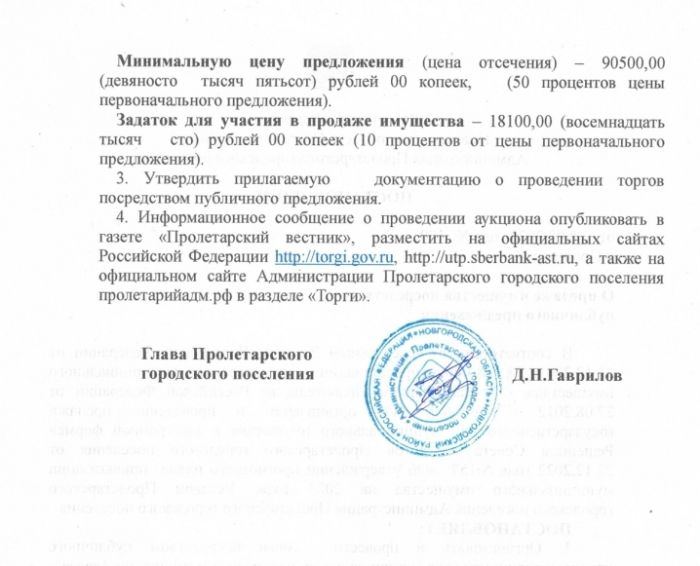 Минимальную цену предложения (цена отсечения) – 90500,00
(девяносто тысяч пятьсот) рублей 00 копеек, (50 процентов цены
первоначального предложения).
Задаток для участия в продаже имущества – 18100,00 (восемнадцать
тысяч сто) рублей 00 копеек (10 процентов от цены первоначального
предложения).
3. Утвердить прилагаемую документацию о проведении торгов
посредством публичного предложения.
4. Информационное сообщение о проведении аукциона опубликовать в
газете «Пролетарский вестник», разместить на официальных сайтах
Российской Федерации http://torgi.gov.ru, http://utp.sberbank-ast.ru, а также на
официальном сайте Администрации Пролетарского городского поселения
пролетарийадм.рф в разделе «Торги».
Глава Пролетарского
городского поселения
Д.Н.Гаврилов
РОССИЙСКАЯ ФЕДЕРАЦИЯ * НОВГОРОДСКАЯ ОБЛАСТЬ * НОВГОРОДСКИЙ РАЙОН *
Администрация Пролетарского городского поселения *